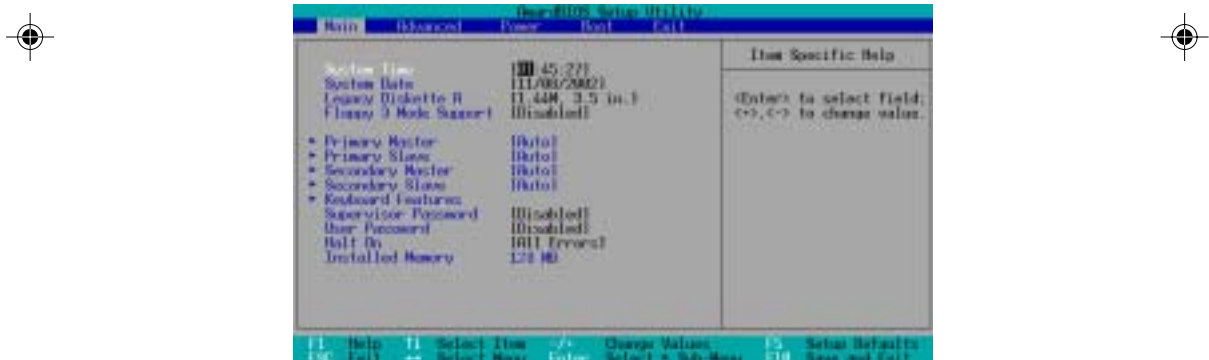 AwardBIOS Setup Utility
Main Advanced Power Boot Exit
Item Specific Help
System Time [ :45:27]
System Date [11/08/2002]
Legacy Diskette A [1.44M, 3.5 in.]
Floppy 3 Mode Support [Disabled]
<Enter> to select field;
<+>,<-> to change value.
Primary Master [Auto]
Primary Slave [Auto]
Secondary Master [Auto]
Secondary Slave [Auto]
Keyboard Features
Supervisor Password [Disabled]
User Password [Disabled]
Halt On [All Errors]
Installed Memory 128 MB
F1 Help ↑↓ Select Item -/+ Change Values F5 Setup Defaults
ESC Exit ↔ Select Menu Enter Select ▸ Sub-Menu F10 Save and Exit